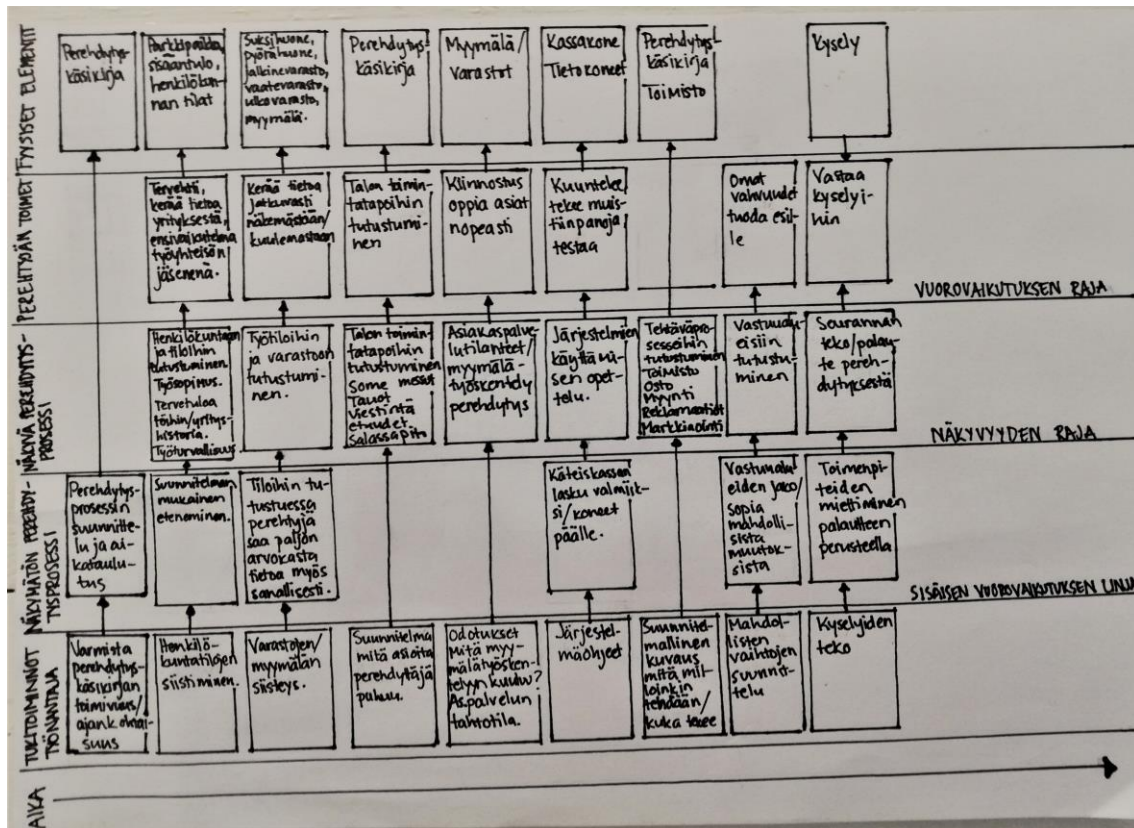 FYYSISET ELEMENTIT
Perehdytys-
käsikirja
Parkkipaikka,
sisääntulo,
henkilökun-
nan tilat
Suksihuone,
pyörähuone,
jalkinevarasto,
vaatevarasto,
ulkovarasto,
myymälä.
Perehdytys-
käsikirja
Myymälä/
varastot
Kassakone
Tietokoneet
Perehdytys-
käsikirja
Toimisto
Kysely
PEREHTYJÄN TOIMET
Tervehtii,
kerää tietoa
yrityksestä,
ensivaikutelma
työyhteisön
jäsenenä.
Kerää tietoa
jatkuvasti
näkemästään/
kuulemastaan
Talon toimin-
tatapoihin
tutustumi-
nen
Kiinnostus
oppia asiat
nopeasti
Kuuntelee
tekee muis-
tiinpanoja
testaa
Omat
vahvuudet
tuoda esil-
le
Vastaa
kyselyi-
hin
VUOROVAIKUTUKSEN RAJA
NÄKYVÄ PEREHDYTYS-
PROSESSI
Henkilökuntaan
ja tiloihin
tutustuminen.
Työsopimus.
Tervetuloa
töihin/yritys-
historia.
Työturvallisuus
Työtiloihin
ja varastoon
tutustumi-
nen.
Talon toimin-
tatapoihin
tutustuminen
Some messut
Tauot
Viestintä
etuudet
Salassapito
Asiakaspalve-
lutilanteet/
myymälä-
työskentely
perehdytys
Järjestelmien
käyttämi-
sen opet-
telu.
Tehtäväpro-
sesseihin
tutustuminen
Toimisto
Osto
Myynti
Reklamaatiot
Markkinointi
Vastuualu-
eisiin
tutustu-
minen
Seurannan
teko/palau-
te pereh-
dytyksestä
NÄKYVYYDEN RAJA
NÄKYMÄTÖN PEREHDY-
TYSPROSESSI
Perehdytys-
prosessin
suunnitte-
lu ja ai-
kataulu-
tus
Suunnitelman
mukainen
eteneminen.
Tiloihin tu-
tustuessa
perehtyjä
saa paljon
arvokasta
tietoa myös
sanallisesti.
Käteiskassan
lasku valmiik-
si/koneet
päälle.
Vastuualu-
eiden jako/
sopia
mahdolli-
sista
muutok-
sista
Toimenpi-
teiden
miettiminen
palautteen
perusteella
SISÄISEN VUOROVAIKUTUKSEN LINJA
TUKITOIMINNOT
TYÖNANTAJA
Varmista
perehdytys-
käsikirjan
toimivuus/
ajankohtai-
suus
Henkilö-
kuntatilojen
siistiminen.
Varastojen/
myymälän
siisteys.
Suunnitelma
mitä asioita
perehdyttäjä
puhuu.
Odotukset
Mitä myy-
mälätyösken-
telyyn kuuluu?
As.palvelun
tahtotila.
Järjestel-
mäohjeet
Suunnitel-
mallinen
kuvaus
mitä mil-
loinkin
tehdään/
kuka tekee
Mahdol-
listen
vaihtojen
suunnit-
telu
Kyselyiden
teko
AIKA